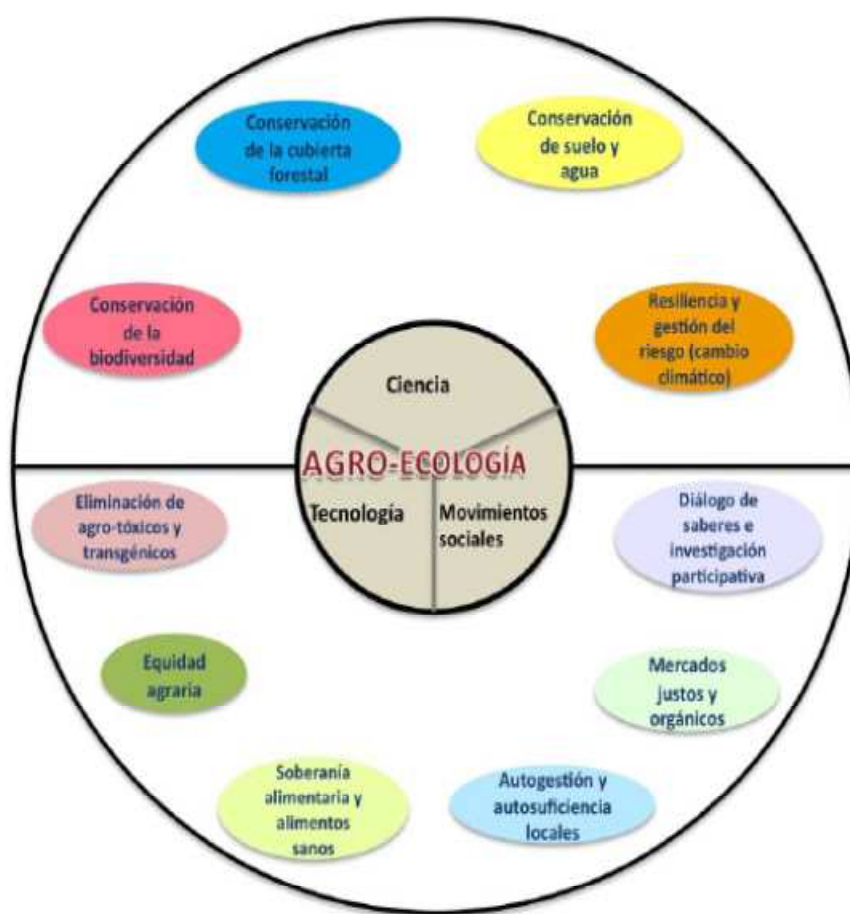 Conservación
de la cubierta
forestal
Conservación
de suelo y
agua
Conservación
de la
biodiversidad
Resiliencia y
gestión del
riesgo (cambio
climático)
Ciencia
AGRO-ECOLOGÍA
Tecnología
Movimientos
sociales
Eliminación de
agro-tóxicos y
transgénicos
Diálogo de
saberes e
investigación
participativa
Equidad
agraria
Mercados
justos y
orgánicos
Soberanía
alimentaria y
alimentos
sanos
Autogestión y
autosuficiencia
locales